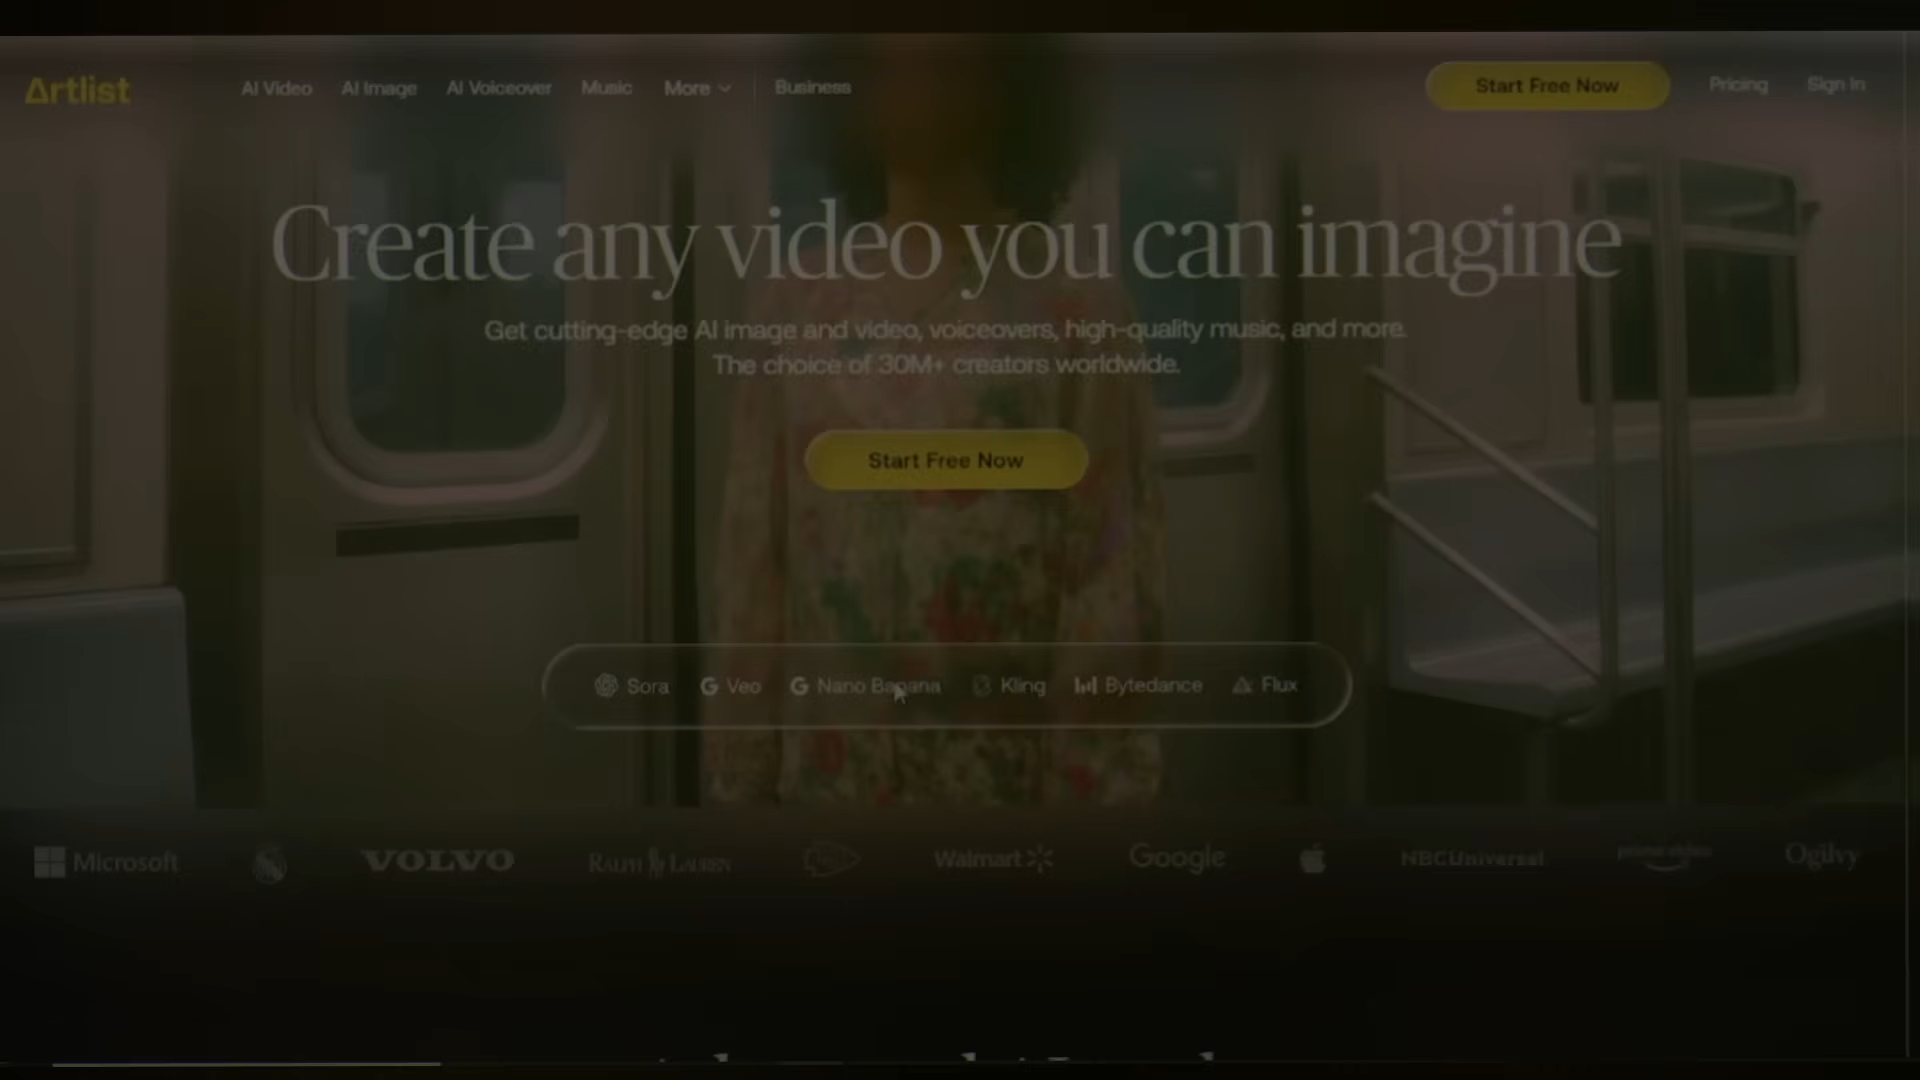 Artlist
AI Video
AI Image
AI Voiceover
Music
More
Business
Start Free Now
Pricing
Sign In
Create any video you can imagine
Get cutting-edge AI image and video, voiceovers, high-quality music, and more.
The choice of 30M+ creators worldwide.
Start Free Now
Sora
Veo
Nano Banana
Kling
Bytedance
Flux
Microsoft
VOLVO
RALPH LAUREN
Walmart
Google
NBCUniversal
prime video
Ogilvy